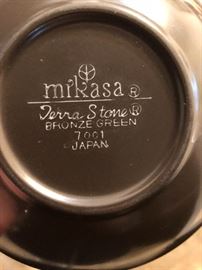 mikasa®
Terra Stone®
BRONZE GREEN
7001
JAPAN